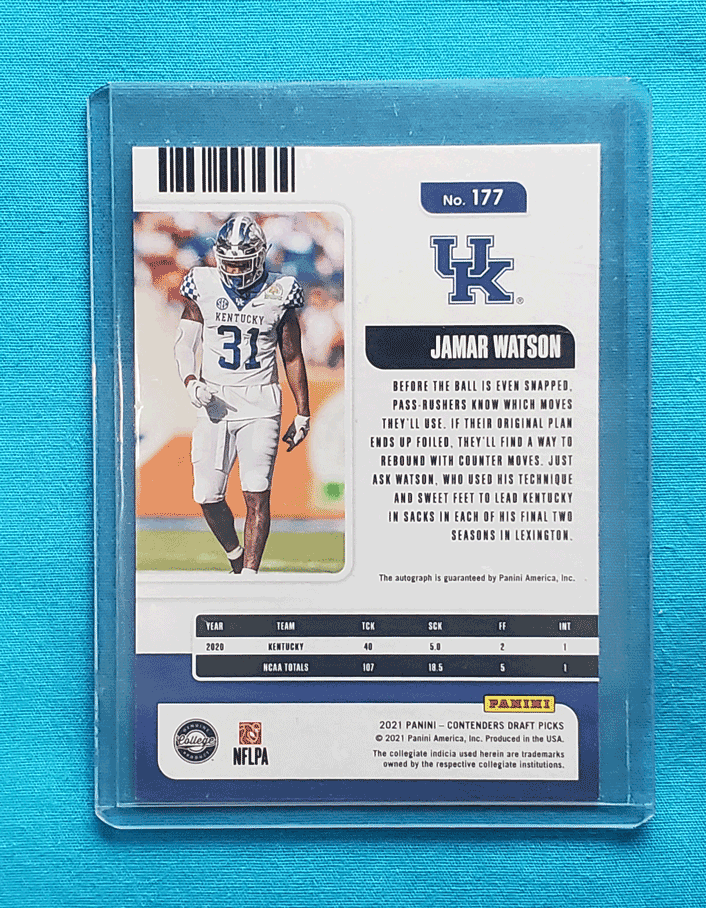 No. 177
UK
®
JAMAR WATSON
SEC
KENTUCKY
31
BEFORE THE BALL IS EVEN SNAPPED,
PASS-RUSHERS KNOW WHICH MOVES
THEY'LL USE. IF THEIR ORIGINAL PLAN
ENDS UP FOILED, THEY'LL FIND A WAY TO
REBOUND WITH COUNTER MOVES. JUST
ASK WATSON, WHO USED HIS TECHNIQUE
AND SWEET FEET TO LEAD KENTUCKY
IN SACKS IN EACH OF HIS FINAL TWO
SEASONS IN LEXINGTON.
The autograph is guaranteed by Panini America, Inc.
YEAR TEAM TCK SCK FF INT
2020 KENTUCKY 40 5.0 2 1
NCAA TOTALS 107 18.5 5 1
PANINI
2021 PANINI – CONTENDERS DRAFT PICKS
© 2021 Panini America, Inc. Produced in the USA.
The collegiate indicia used herein are trademarks
owned by the respective collegiate institutions.
College
NFLPA